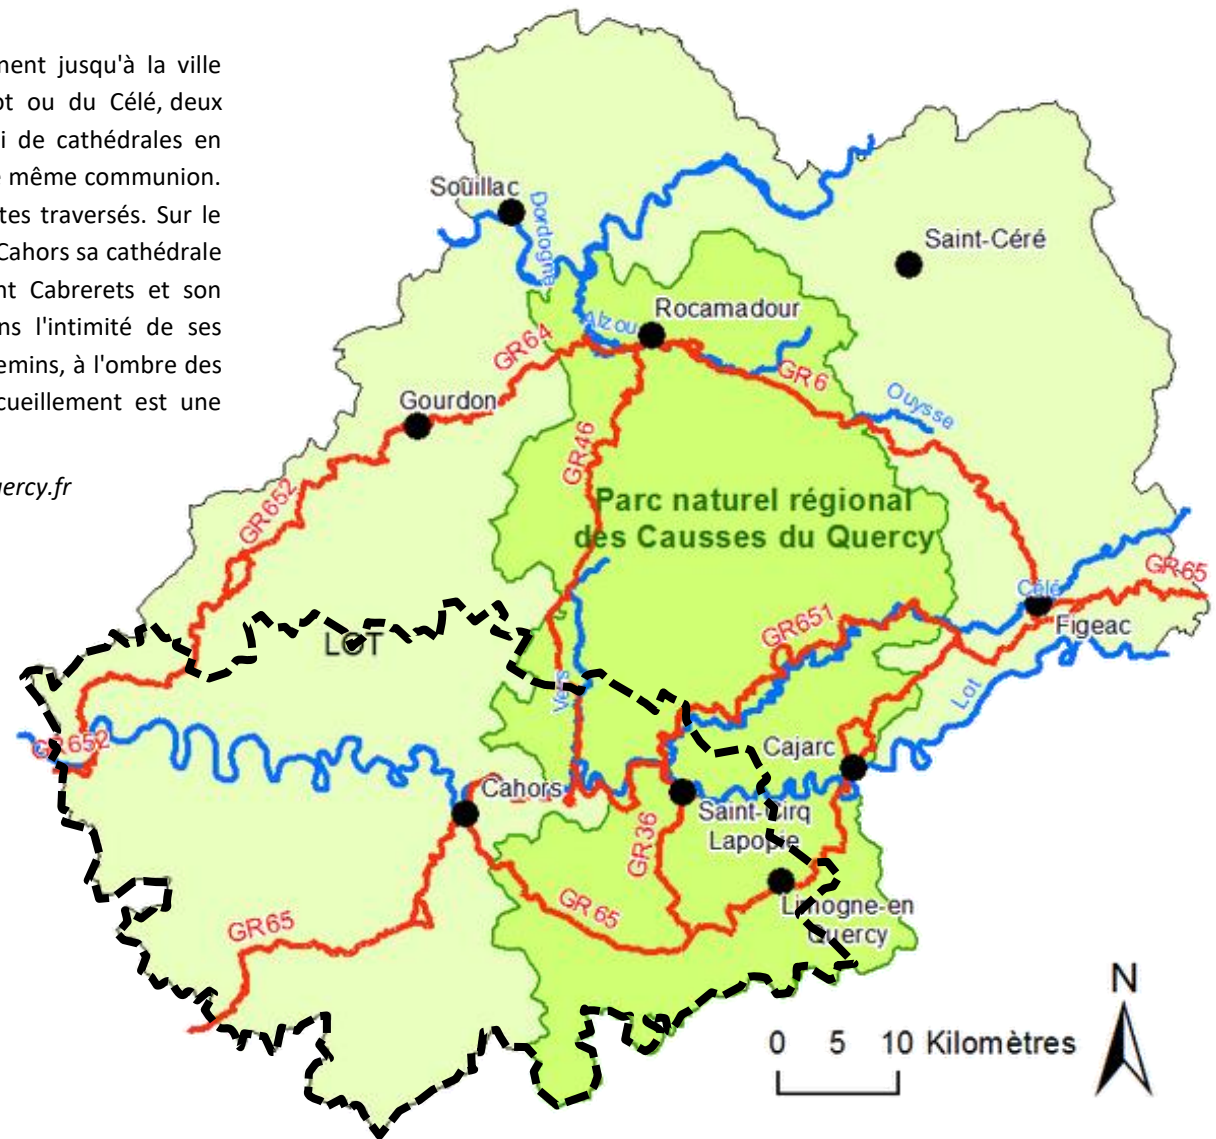 ment jusqu'à la ville
ot ou du Célé, deux
i de cathédrales en
e même communion.
tes traversés. Sur le
Cahors sa cathédrale
nt Cabrerets et son
ns l'intimité de ses
emins, à l'ombre des
cueillement est une
uercy.fr
Souillac
Dordogne
Saint-Céré
Rocamadour
Alzou
GR64
GR6
Ouysse
Gourdon
GR46
GR652
Parc naturel régional
des Causses du Quercy
GR65
Célé
Figeac
GR651
LOT
Vers
Lot
GR652
Cajarc
Cahors
Saint-Cirq
Lapopie
GR36
GR65
Limogne-en
Quercy
GR65
N
0 5 10 Kilomètres